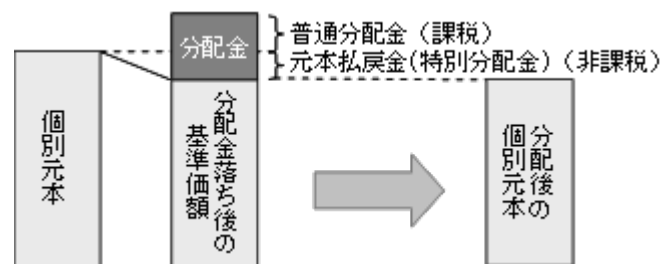 分配金
普通分配金（課税）
元本払戻金(特別分配金)（非課税）
個別元本
分配金落ち後の
基準価額
分配後の
個別元本